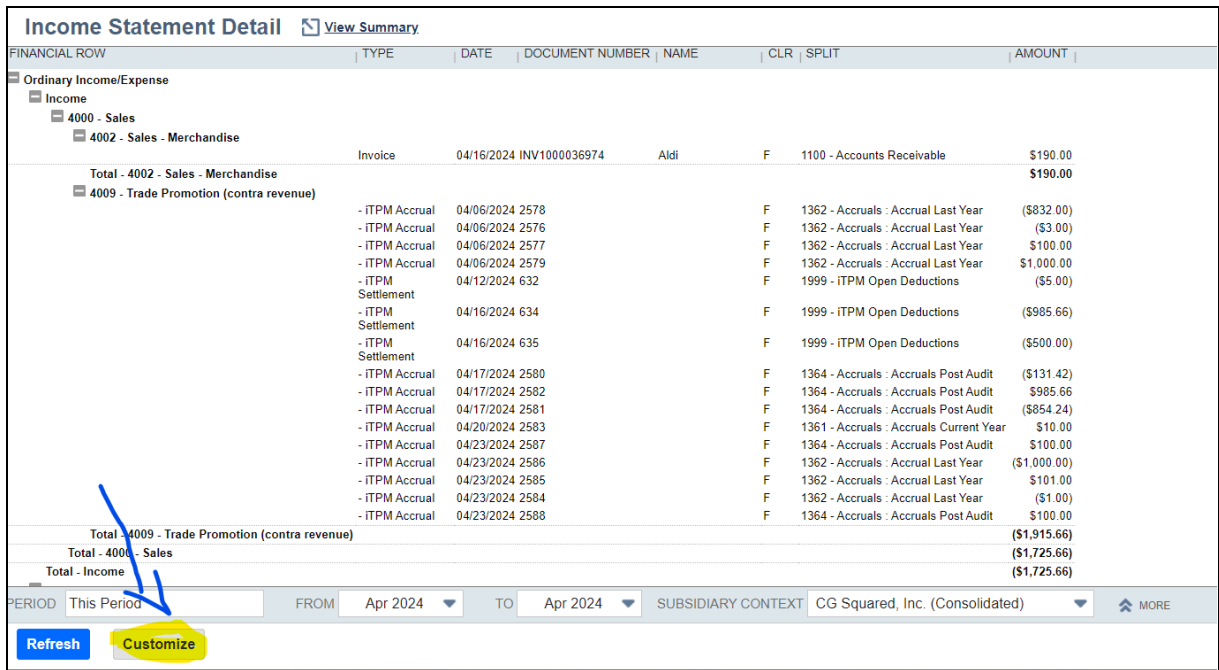 Income Statement Detail View Summary
FINANCIAL ROW TYPE DATE DOCUMENT NUMBER NAME CLR SPLIT AMOUNT
Ordinary Income/Expense
Income
4000 - Sales
4002 - Sales - Merchandise
Invoice 04/16/2024 INV1000036974 Aldi F 1100 - Accounts Receivable $190.00
Total - 4002 - Sales - Merchandise $190.00
4009 - Trade Promotion (contra revenue)
- iTPM Accrual 04/06/2024 2578 F 1362 - Accruals : Accrual Last Year ($832.00)
- iTPM Accrual 04/06/2024 2576 F 1362 - Accruals : Accrual Last Year ($3.00)
- iTPM Accrual 04/06/2024 2577 F 1362 - Accruals : Accrual Last Year $100.00
- iTPM Accrual 04/06/2024 2579 F 1362 - Accruals : Accrual Last Year $1,000.00
- iTPM 04/12/2024 632 F 1999 - iTPM Open Deductions ($5.00)
Settlement
- iTPM 04/16/2024 634 F 1999 - iTPM Open Deductions ($985.66)
Settlement
- iTPM 04/16/2024 635 F 1999 - iTPM Open Deductions ($500.00)
Settlement
- iTPM Accrual 04/17/2024 2580 F 1364 - Accruals : Accruals Post Audit ($131.42)
- iTPM Accrual 04/17/2024 2582 F 1364 - Accruals : Accruals Post Audit $985.66
- iTPM Accrual 04/17/2024 2581 F 1364 - Accruals : Accruals Post Audit ($854.24)
- iTPM Accrual 04/20/2024 2583 F 1361 - Accruals : Accruals Current Year $10.00
- iTPM Accrual 04/23/2024 2587 F 1364 - Accruals : Accruals Post Audit $100.00
- iTPM Accrual 04/23/2024 2586 F 1362 - Accruals : Accrual Last Year ($1,000.00)
- iTPM Accrual 04/23/2024 2585 F 1362 - Accruals : Accrual Last Year $101.00
- iTPM Accrual 04/23/2024 2584 F 1362 - Accruals : Accrual Last Year ($1.00)
- iTPM Accrual 04/23/2024 2588 F 1364 - Accruals : Accruals Post Audit $100.00
Total - 4009 - Trade Promotion (contra revenue) ($1,915.66)
Total - 4000 - Sales ($1,725.66)
Total - Income ($1,725.66)
PERIOD This Period FROM Apr 2024 TO Apr 2024 SUBSIDIARY CONTEXT CG Squared, Inc. (Consolidated) MORE
Refresh Customize